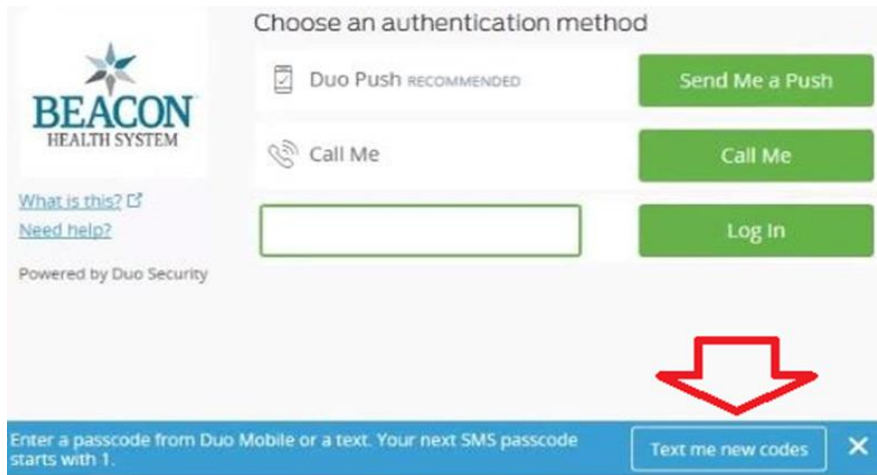 Choose an authentication method
BEACON
HEALTH SYSTEM
Duo Push RECOMMENDED
Send Me a Push
Call Me
Call Me
What is this?
Need help?
Log In
Powered by Duo Security
Enter a passcode from Duo Mobile or a text. Your next SMS passcode
starts with 1.
Text me new codes